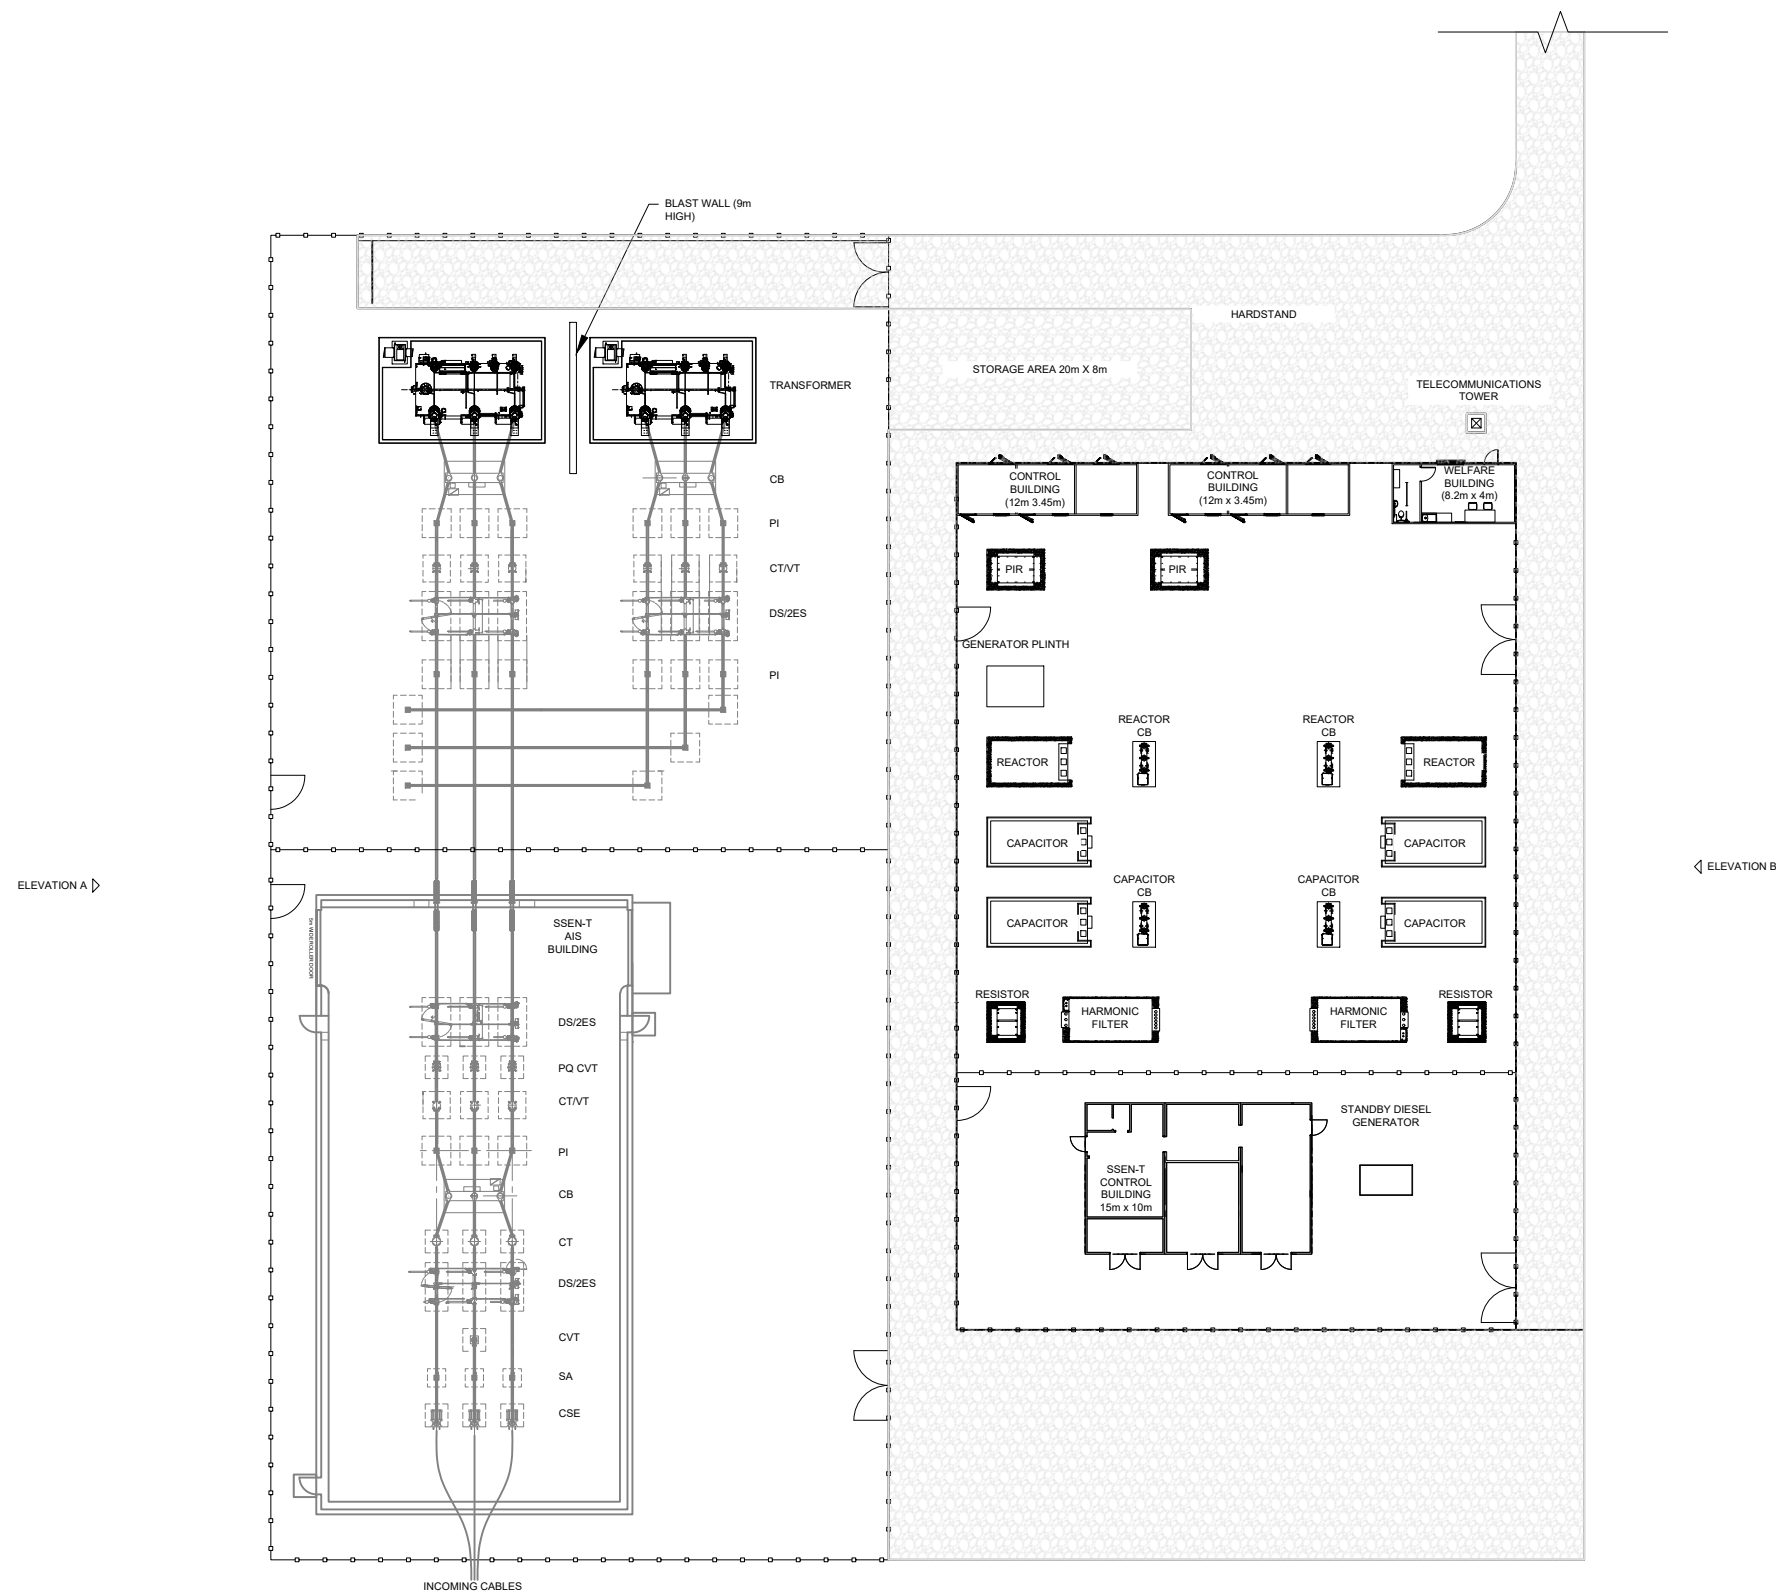 BLAST WALL (9m
HIGH)
HARDSTAND
STORAGE AREA 20m X 8m
TRANSFORMER
TELECOMMUNICATIONS
TOWER
CB
CONTROL
BUILDING
(12m 3.45m)
CONTROL
BUILDING
(12m x 3.45m)
WELFARE
BUILDING
(8.2m x 4m)
PI
CT/VT
PIR
PIR
DS/2ES
GENERATOR PLINTH
PI
REACTOR
CB
REACTOR
CB
REACTOR
REACTOR
CAPACITOR
CAPACITOR
ELEVATION A
ELEVATION B
CAPACITOR
CB
CAPACITOR
CB
SSEN-T
AIS
BUILDING
5m WIDE ROLLER DOOR
CAPACITOR
CAPACITOR
RESISTOR
RESISTOR
DS/2ES
HARMONIC
FILTER
HARMONIC
FILTER
PQ CVT
CT/VT
STANDBY DIESEL
GENERATOR
PI
SSEN-T
CONTROL
BUILDING
15m x 10m
CB
CT
DS/2ES
CVT
SA
CSE
INCOMING CABLES